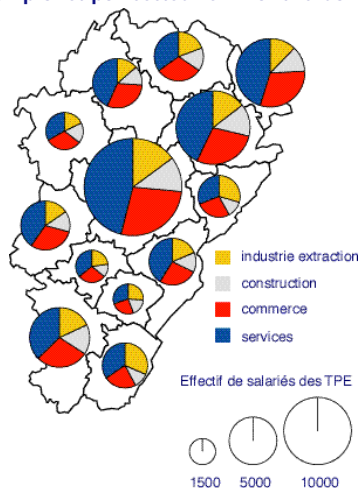 industrie extraction
construction
commerce
services
Effectif de salariés des TPE
1500 5000 10000